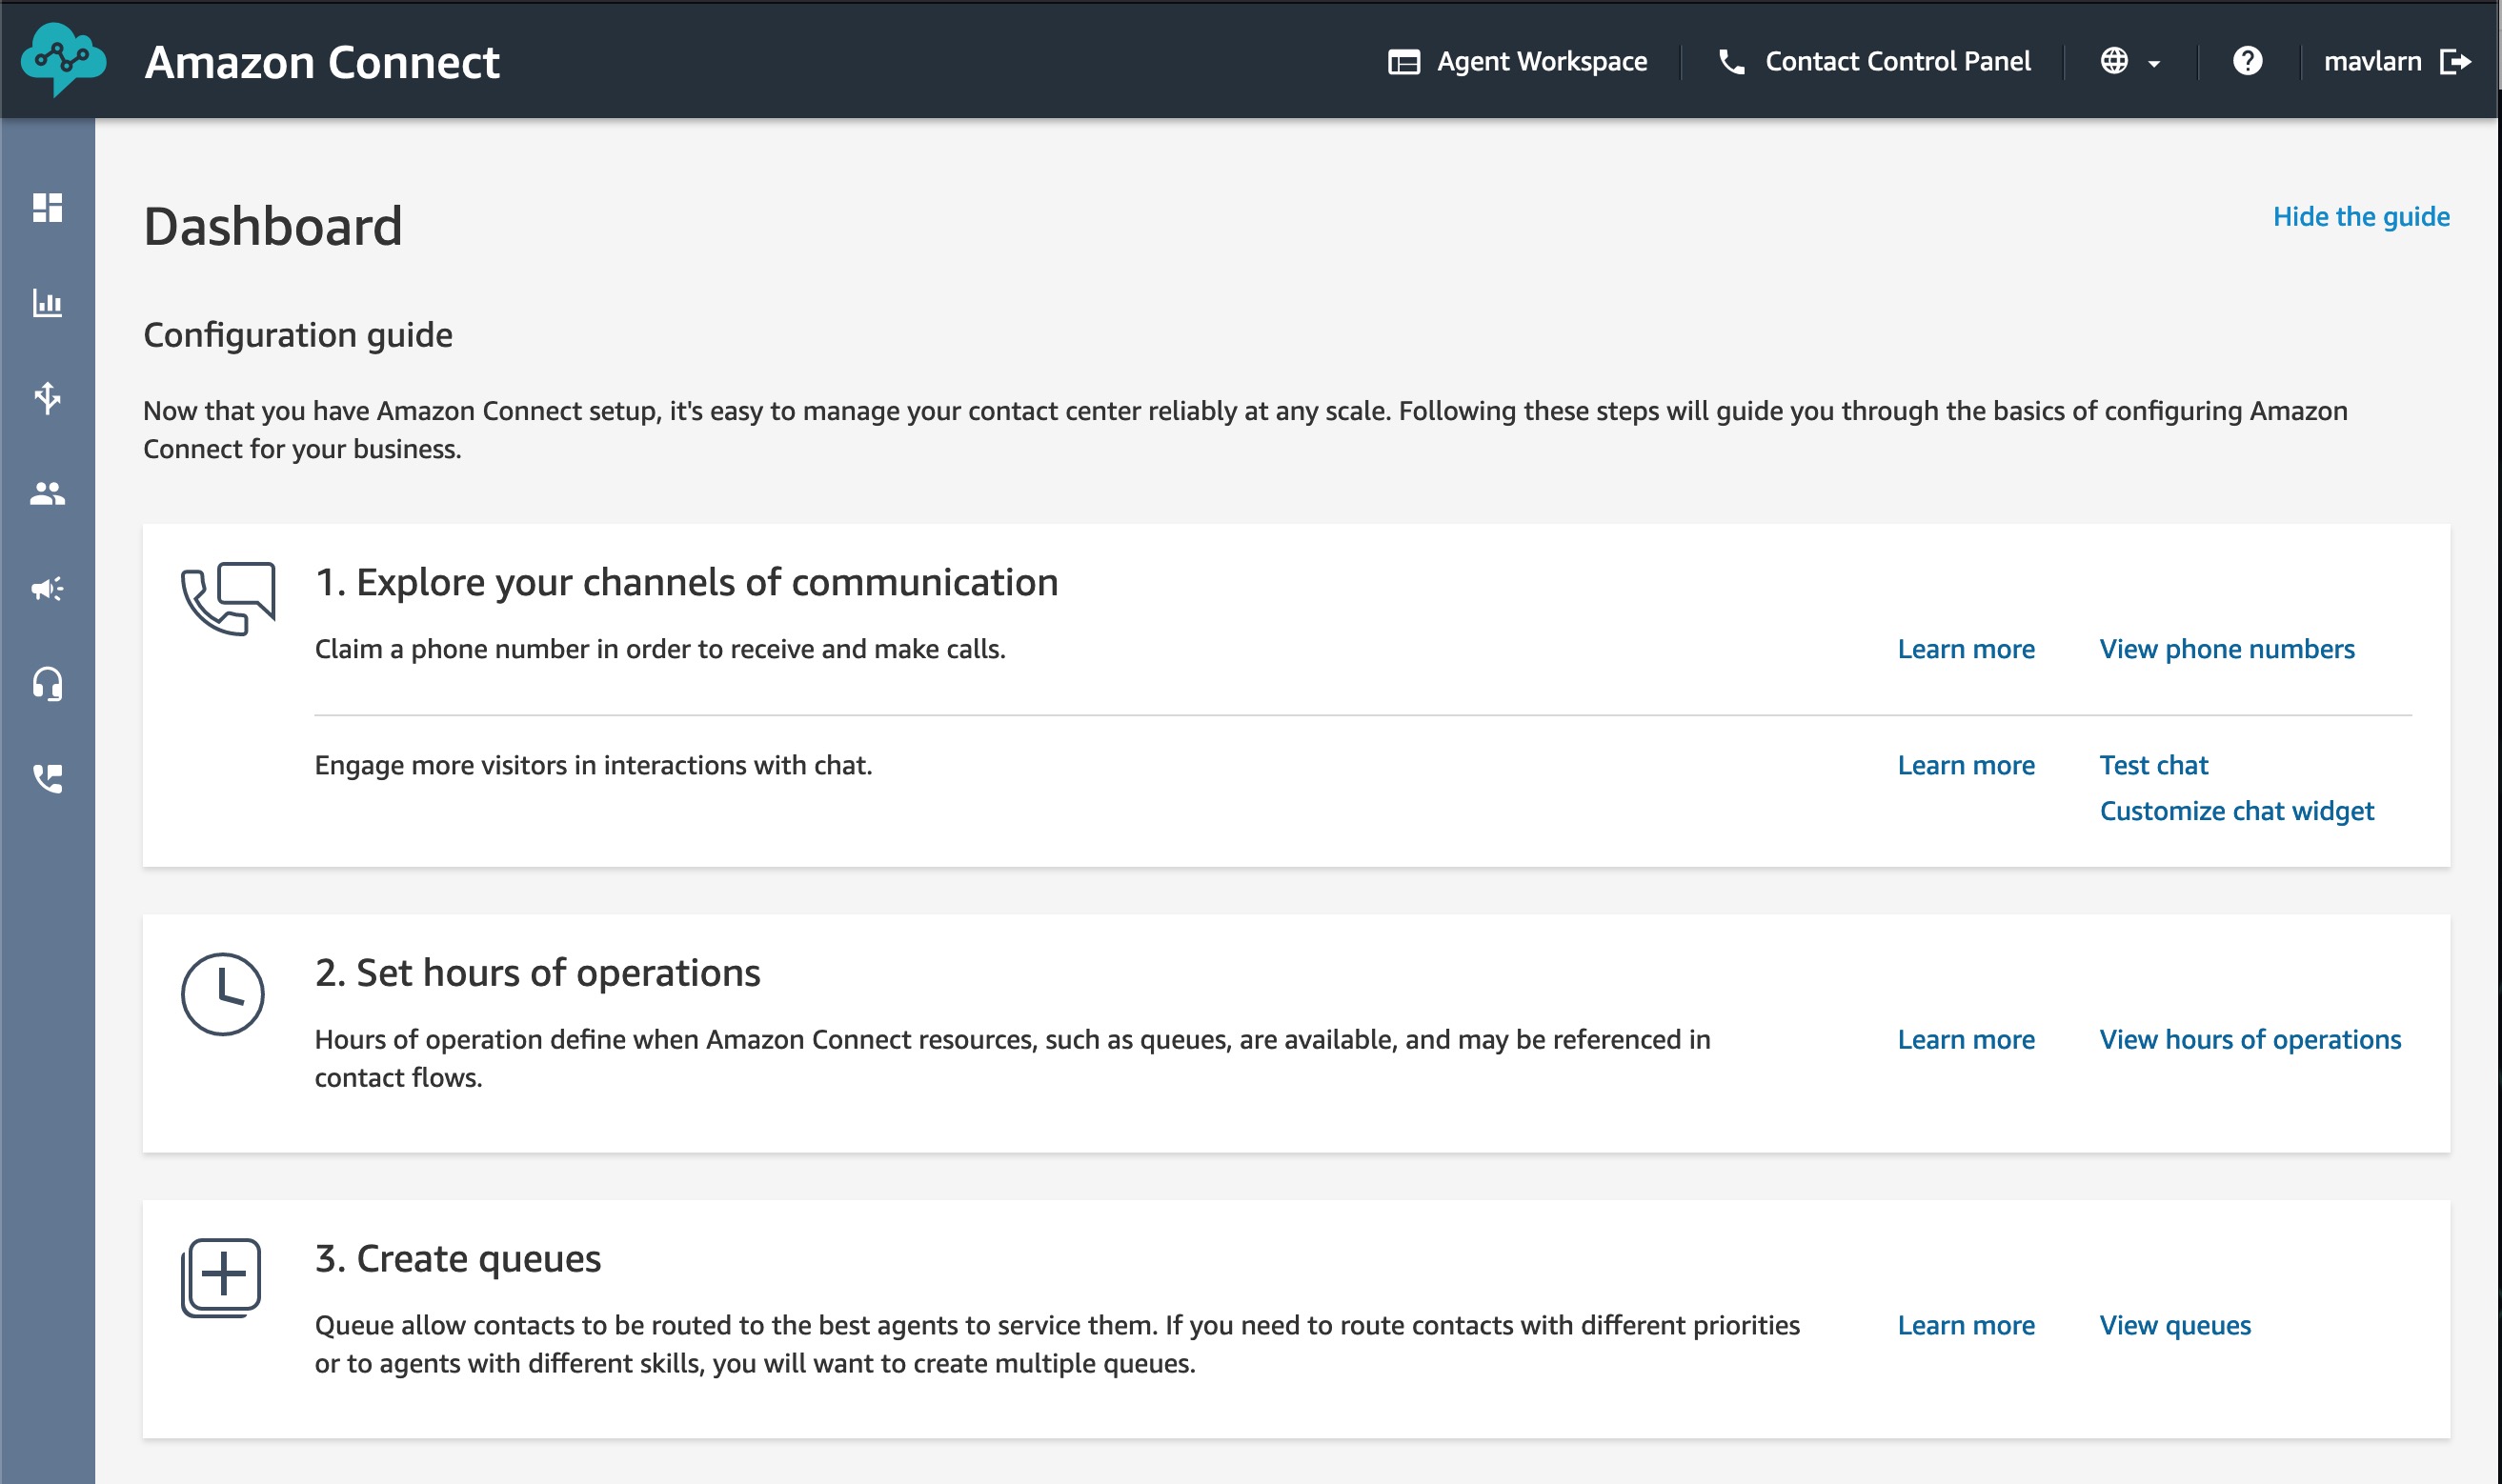 Amazon Connect
Agent Workspace
Contact Control Panel
mavlarn
Dashboard
Hide the guide
Configuration guide
Now that you have Amazon Connect setup, it's easy to manage your contact center reliably at any scale. Following these steps will guide you through the basics of configuring Amazon
Connect for your business.
1. Explore your channels of communication
Claim a phone number in order to receive and make calls.
Learn more
View phone numbers
Engage more visitors in interactions with chat.
Learn more
Test chat
Customize chat widget
2. Set hours of operations
Hours of operation define when Amazon Connect resources, such as queues, are available, and may be referenced in
contact flows.
Learn more
View hours of operations
3. Create queues
Queue allow contacts to be routed to the best agents to service them. If you need to route contacts with different priorities
or to agents with different skills, you will want to create multiple queues.
Learn more
View queues